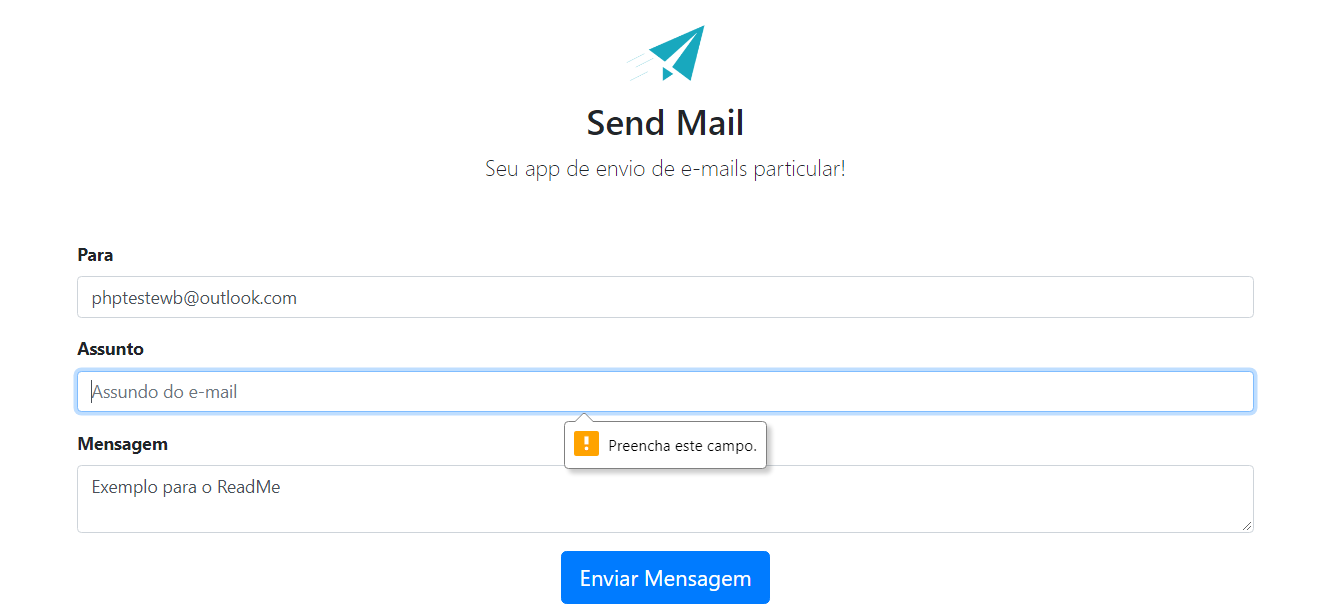 Send Mail
Seu app de envio de e-mails particular!
Para
phptestewb@outlook.com
Assunto
Assundo do e-mail
Preencha este campo.
Mensagem
Exemplo para o ReadMe
Enviar Mensagem